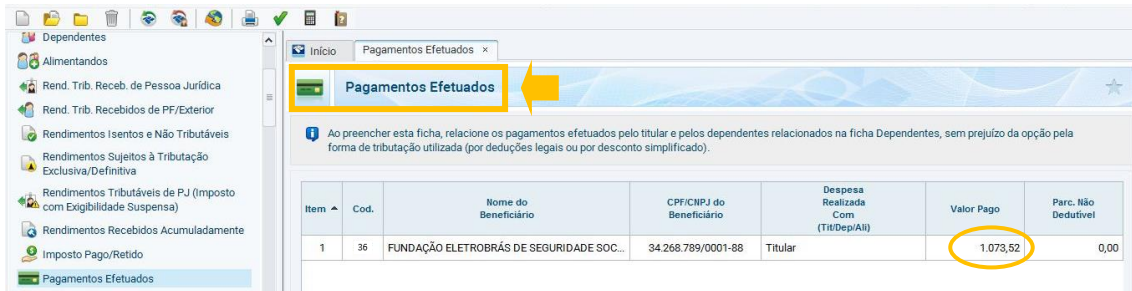 Dependentes
Alimentandos
Rend. Trib. Receb. de Pessoa Jurídica
Rend. Trib. Recebidos de PF/Exterior
Rendimentos Isentos e Não Tributáveis
Rendimentos Sujeitos à Tributação
Exclusiva/Definitiva
Rendimentos Tributáveis de PJ (Imposto
com Exigibilidade Suspensa)
Rendimentos Recebidos Acumuladamente
Imposto Pago/Retido
Pagamentos Efetuados
Início
Pagamentos Efetuados ×
Pagamentos Efetuados
Ao preencher esta ficha, relacione os pagamentos efetuados pelo titular e pelos dependentes relacionados na ficha Dependentes, sem prejuízo da opção pela
forma de tributação utilizada (por deduções legais ou por desconto simplificado).
Item
Cod.
Nome do
Beneficiário
CPF/CNPJ do
Beneficiário
Despesa
Realizada
Com
(Tit/Dep/Ali)
Valor Pago
Parc. Não
Dedutível
1 36 FUNDAÇÃO ELETROBRÁS DE SEGURIDADE SOC... 34.268.789/0001-88 Titular 1.073,52 0,00